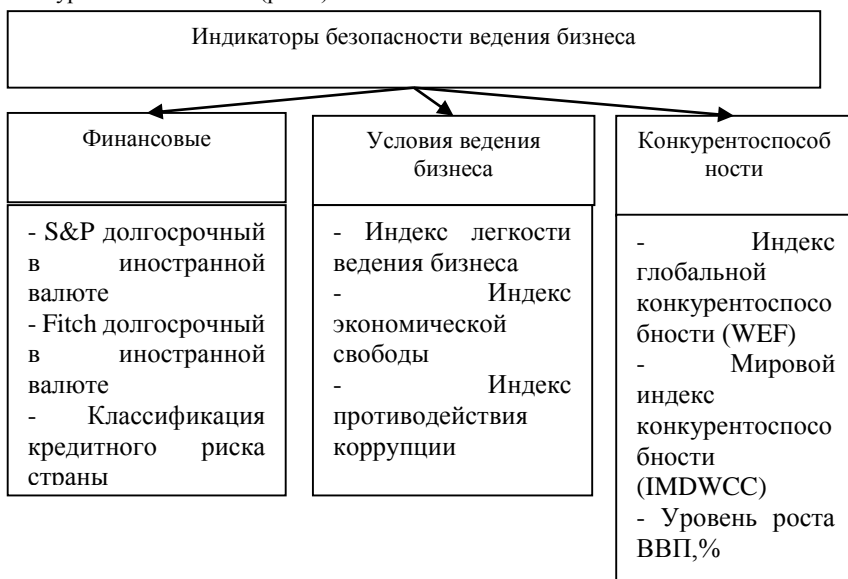 Индикаторы безопасности ведения бизнеса
Финансовые
- S&P долгосрочный
в иностранной
валюте
- Fitch долгосрочный
в иностранной
валюте
- Классификация
кредитного риска
страны
Условия ведения
бизнеса
- Индекс легкости
ведения бизнеса
- Индекс
экономической
свободы
- Индекс
противодействия
коррупции
Конкурентоспособ
ности
- Индекс
глобальной
конкурентоспосо
бности (WEF)
- Мировой
индекс
конкурентоспосо
бности
(IMDWCC)
- Уровень роста
ВВП,%